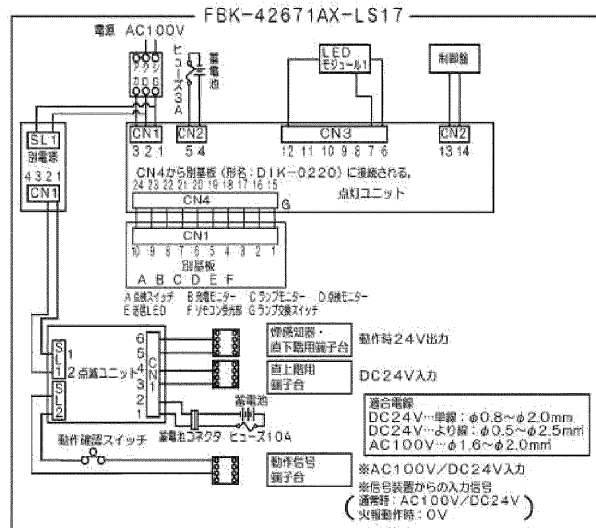 FBK-42671AX-LS17
電源 AC100V
ヒューズ3A
蓄電池
LED
モジュール1
制御盤
SL1
別電源
4 3 2 1
CN1
CN1
3 2 1
CN2
5 4
CN3
12 11 10 9 8 7 6
CN2
13 14
CN4から別基板（形名：DIK-0220）に接続される。
24 23 22 21 20 19 18 17 16 15
CN4
G
点灯ユニット
CN1
10 9 8 7 6 5 4 3 2 1
別基板
A B C D E F
A 点検スイッチ B 充電モニター C ランプモニター D 点検モニター
E 送信LED F リモコン受光部 G ランプ交換スイッチ
SL1
1
2
点滅ユニット
SL2
CN1
6
5
4
3
2
1
煙感知器・
直下階用端子台
動作時24V出力
直上階用
端子台
DC24V入力
蓄電池
蓄電池コネクタ
ヒューズ10A
適合電線
DC24V…単線：φ0.8～φ2.0mm
DC24V…より線：φ0.5～φ2.5㎟
AC100V…φ1.6～φ2.0mm
動作確認スイッチ
動作信号
端子台
※AC100V/DC24V入力
※信号装置からの入力信号
（通常時：AC100V/DC24V
火報動作時：0V）